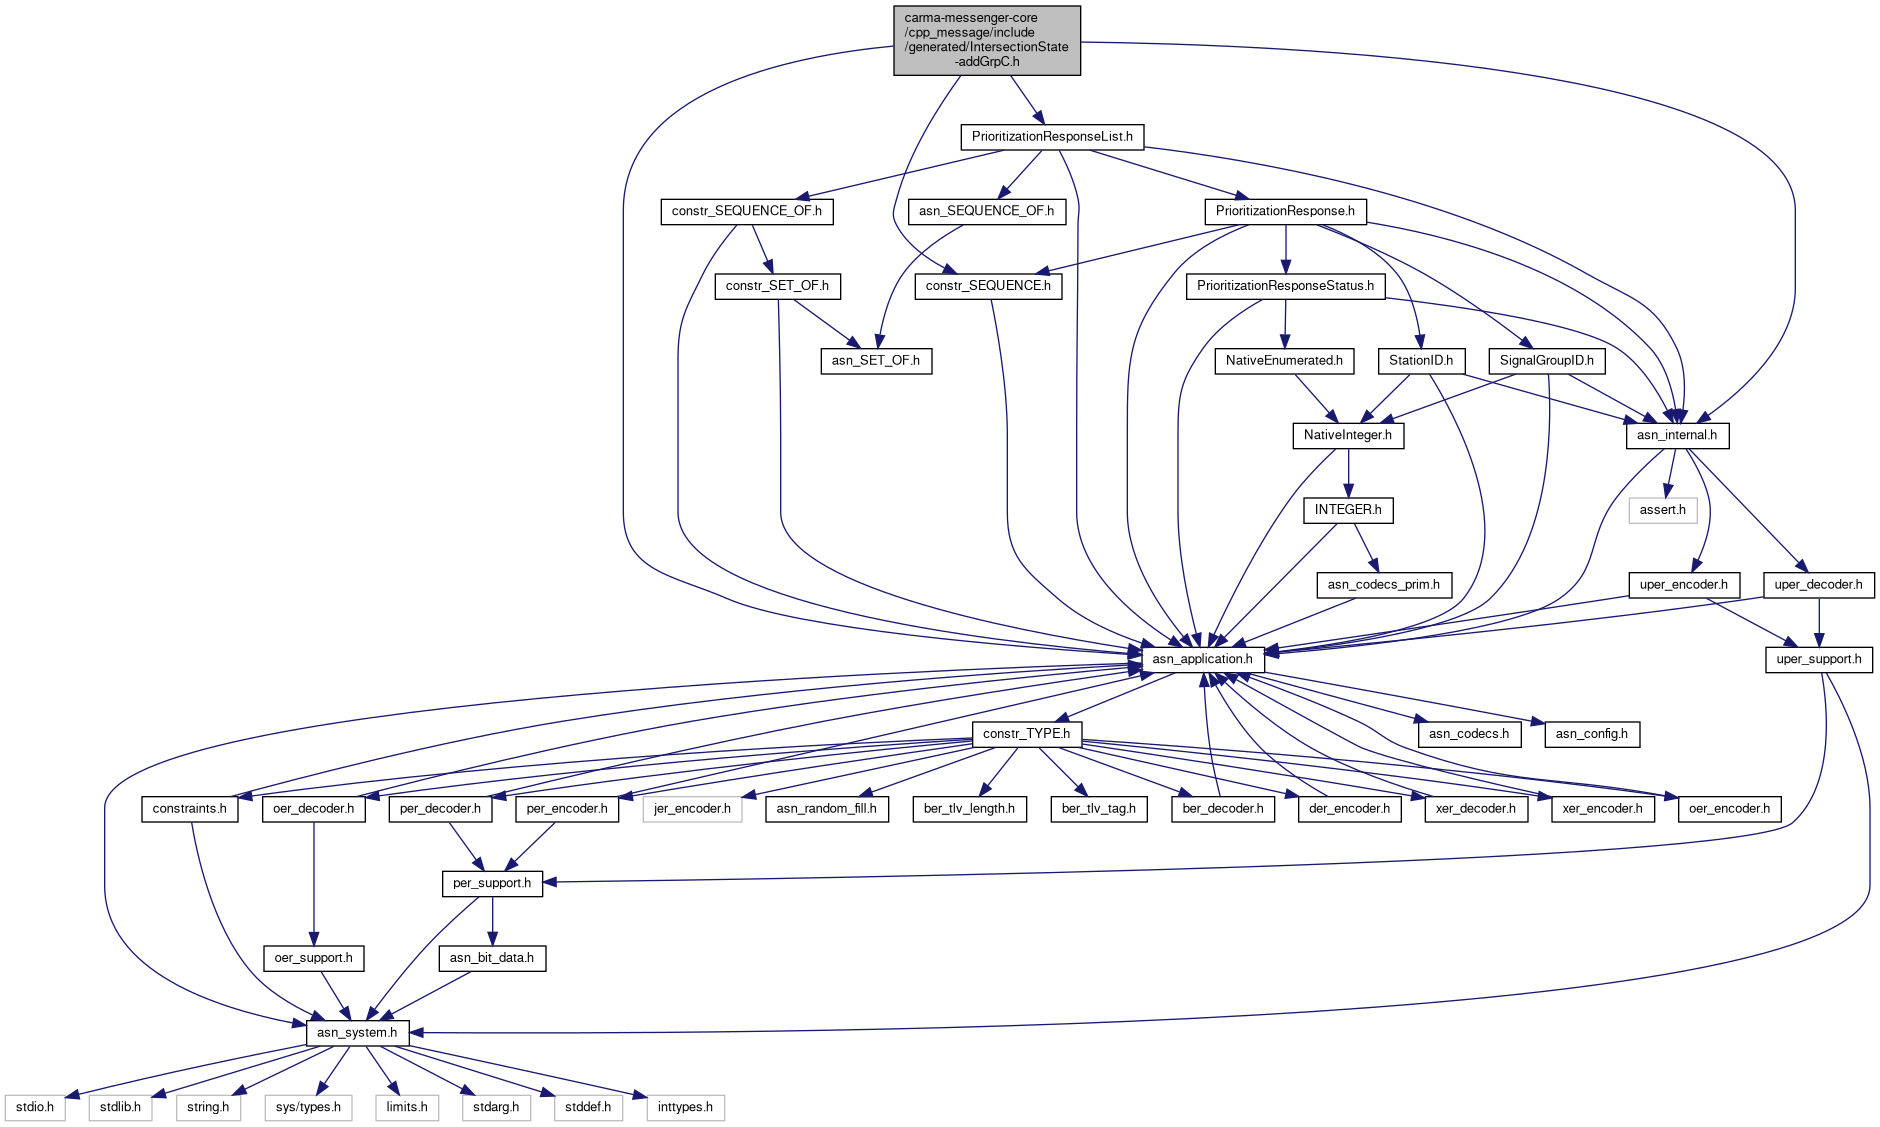 carma-messenger-core
/cpp_message/include
/generated/IntersectionState
-addGrpC.h
PrioritizationResponseList.h
constr_SEQUENCE_OF.h
asn_SEQUENCE_OF.h
PrioritizationResponse.h
constr_SET_OF.h
constr_SEQUENCE.h
PrioritizationResponseStatus.h
asn_SET_OF.h
NativeEnumerated.h
StationID.h
SignalGroupID.h
NativeInteger.h
asn_internal.h
INTEGER.h
assert.h
asn_codecs_prim.h
uper_encoder.h
uper_decoder.h
asn_application.h
uper_support.h
constr_TYPE.h
asn_codecs.h
asn_config.h
constraints.h
oer_decoder.h
per_decoder.h
per_encoder.h
jer_encoder.h
asn_random_fill.h
ber_tlv_length.h
ber_tlv_tag.h
ber_decoder.h
der_encoder.h
xer_decoder.h
xer_encoder.h
oer_encoder.h
per_support.h
oer_support.h
asn_bit_data.h
asn_system.h
stdio.h
stdlib.h
string.h
sys/types.h
limits.h
stdarg.h
stddef.h
inttypes.h